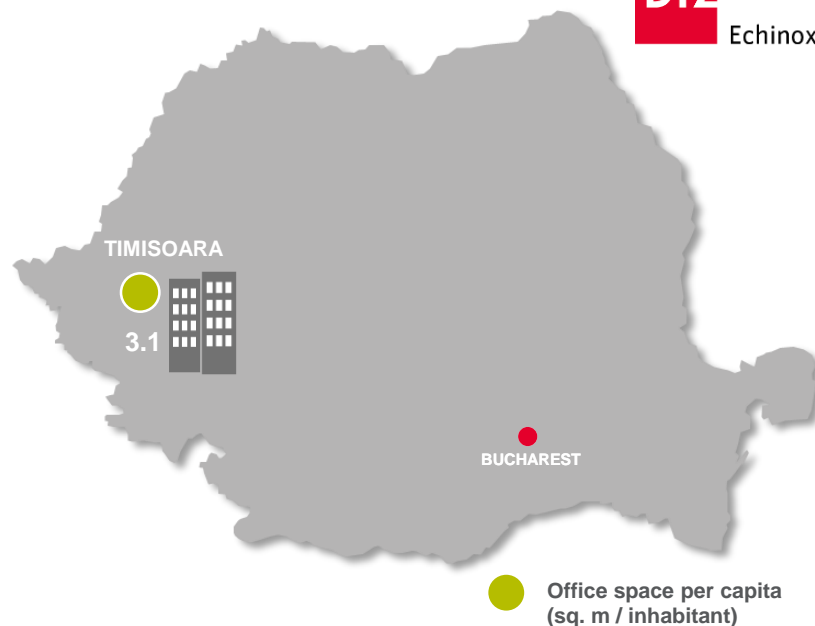 Echinox
TIMISOARA
3.1
BUCHAREST
Office space per capita
(sq. m / inhabitant)